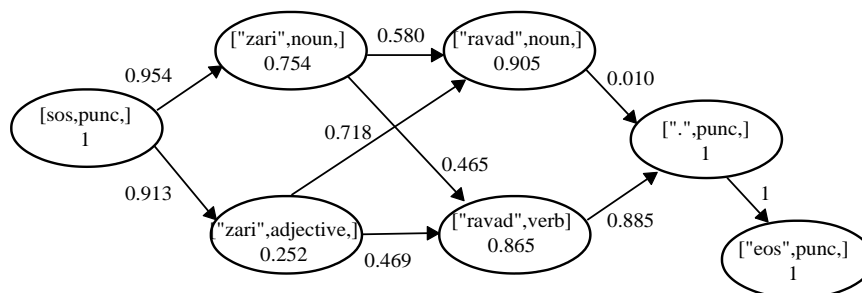 ["zari",noun,]
0.754
0.580
["ravad",noun,]
0.905
0.954
0.010
[sos,punc,]
1
0.718
[".",punc,]
1
0.913
0.465
["zari",adjective,]
0.252
0.469
["ravad",verb]
0.865
0.885
1
["eos",punc,]
1